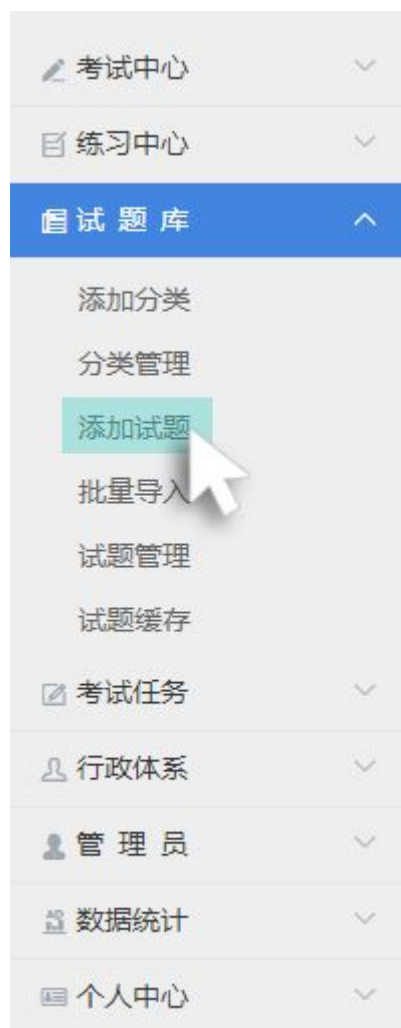 考试中心
练习中心
试 题 库
添加分类
分类管理
添加试题
批量导入
试题管理
试题缓存
考试任务
行政体系
管 理 员
数据统计
个人中心